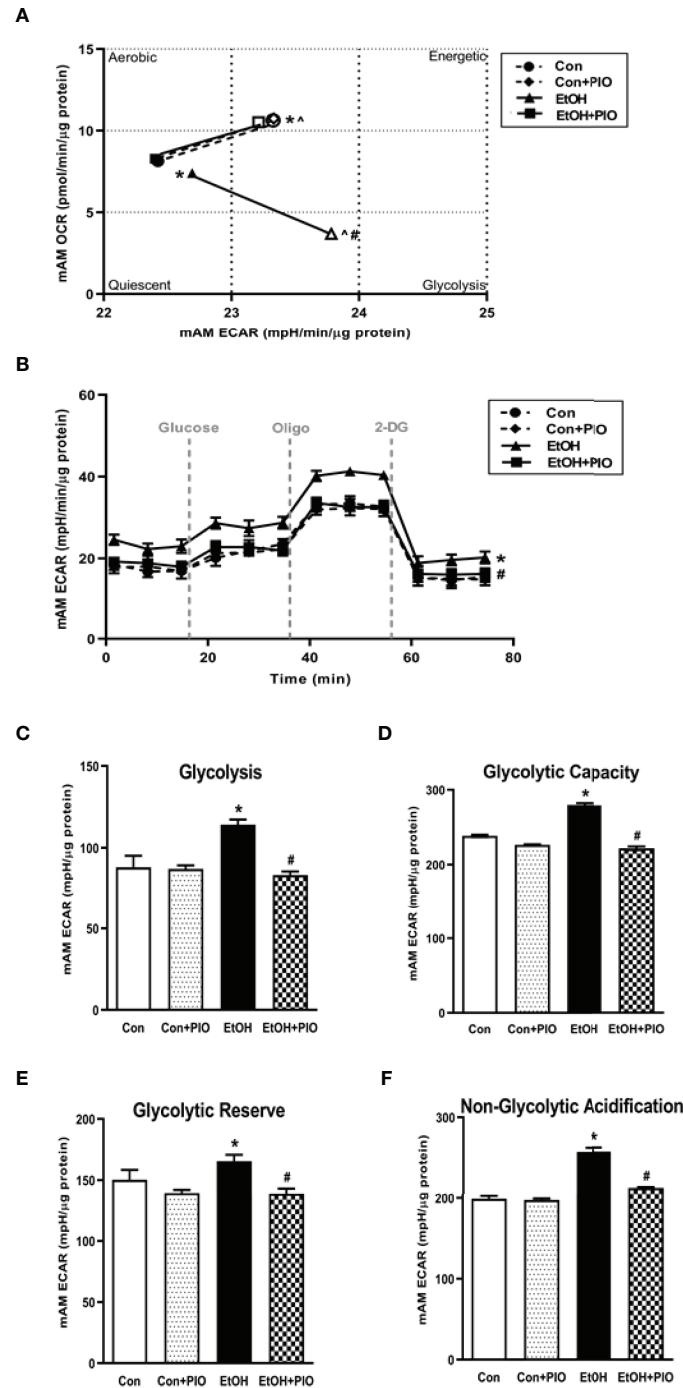 A
mAM OCR (pmol/min/µg protein)
15
10
5
0
Aerobic
Energetic
Quiescent
Glycolysis
* ^
*
^ #
22
23
24
25
mAM ECAR (mpH/min/µg protein)
Con
Con+PIO
EtOH
EtOH+PIO
B
mAM ECAR (mpH/min/µg protein)
60
40
20
0
Glucose
Oligo
2-DG
*
#
0
20
40
60
80
Time (min)
Con
Con+PIO
EtOH
EtOH+PIO
C
Glycolysis
mAM ECAR (mpH/µg protein)
150
100
50
0
*
#
Con
Con+PIO
EtOH
EtOH+PIO
D
Glycolytic Capacity
mAM ECAR (mpH/µg protein)
300
200
100
0
*
#
Con
Con+PIO
EtOH
EtOH+PIO
E
Glycolytic Reserve
mAM ECAR (mpH/µg protein)
200
150
100
50
0
*
#
Con
Con+PIO
EtOH
EtOH+PIO
F
Non-Glycolytic Acidification
mAM ECAR (mpH/µg protein)
300
200
100
0
*
#
Con
Con+PIO
EtOH
EtOH+PIO